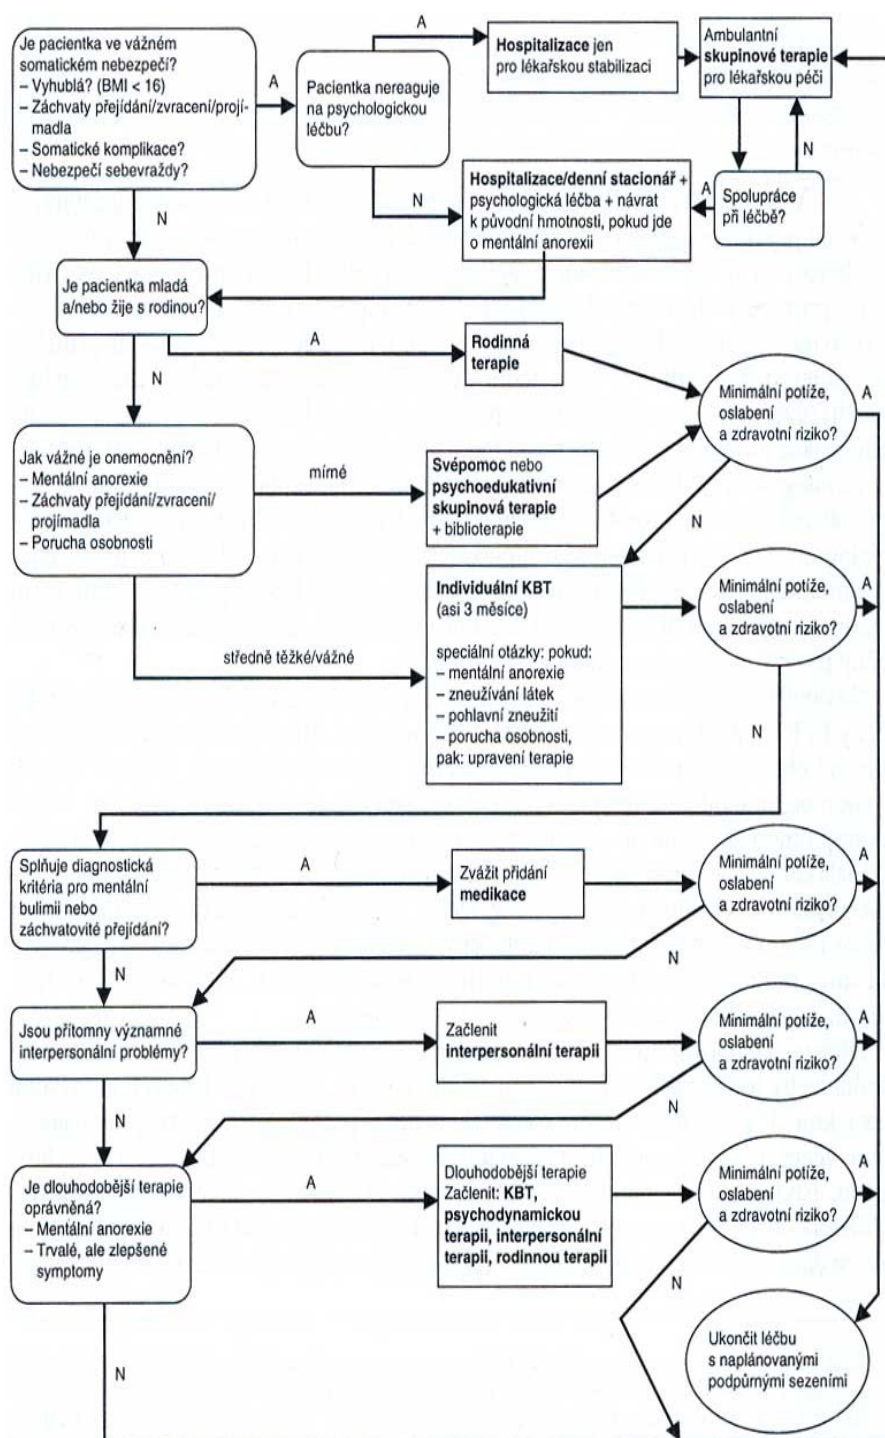 Je pacientka ve vážném
somatickém nebezpečí?
– Vyhublá? (BMI < 16)
– Záchvaty přejídání/zvracení/projí-
madla
– Somatické komplikace?
– Nebezpečí sebevraždy?
A
Pacientka nereaguje
na psychologickou
léčbu?
A
Hospitalizace jen
pro lékařskou stabilizaci
Ambulantní
skupinové terapie
pro lékařskou péči
N
N
Hospitalizace/denní stacionář +
psychologická léčba + návrat
k původní hmotnosti, pokud jde
o mentální anorexii
A
Spolupráce
při léčbě?
N
Je pacientka mladá
a/nebo žije s rodinou?
A
Rodinná
terapie
N
Minimální potíže,
oslabení
a zdravotní riziko?
A
Jak vážné je onemocnění?
– Mentální anorexie
– Záchvaty přejídání/zvracení/
projímadla
– Porucha osobnosti
mírné
Svépomoc nebo
psychoedukativní
skupinová terapie
+ biblioterapie
N
středně těžké/vážné
Individuální KBT
(asi 3 měsíce)
speciální otázky: pokud:
– mentální anorexie
– zneužívání látek
– pohlavní zneužití
– porucha osobnosti,
pak: upravení terapie
Minimální potíže,
oslabení
a zdravotní riziko?
A
N
Splňuje diagnostická
kritéria pro mentální
bulimii nebo
záchvatovité přejídání?
A
Zvážit přidání
medikace
Minimální potíže,
oslabení
a zdravotní riziko?
A
N
N
Jsou přítomny významné
interpersonální problémy?
A
Začlenit
interpersonální terapii
Minimální potíže,
oslabení
a zdravotní riziko?
A
N
N
Je dlouhodobější terapie
oprávněná?
– Mentální anorexie
– Trvalé, ale zlepšené
symptomy
A
Dlouhodobější terapie
Začlenit: KBT,
psychodynamickou
terapii, interpersonální
terapii, rodinnou terapii
Minimální potíže,
oslabení
a zdravotní riziko?
A
N
N
Ukončit léčbu
s naplánovanými
podpůrnými sezeními